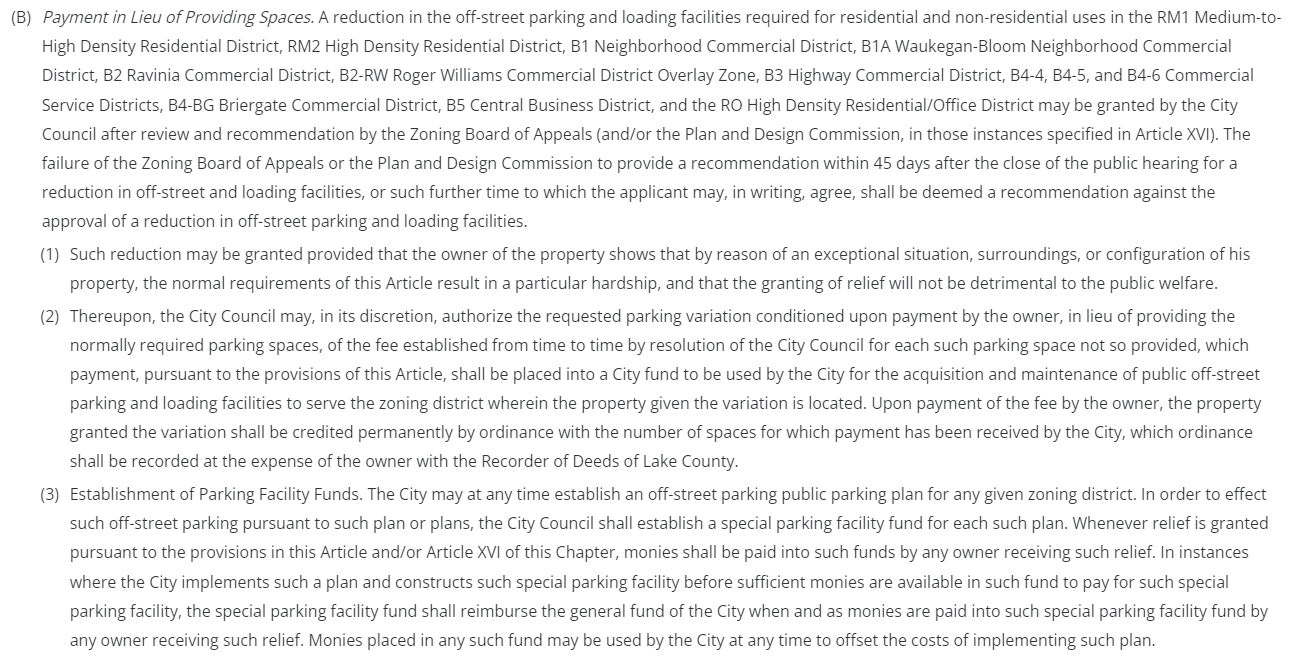 (B) Payment in Lieu of Providing Spaces. A reduction in the off-street parking and loading facilities required for residential and non-residential uses in the RM1 Medium-to-
High Density Residential District, RM2 High Density Residential District, B1 Neighborhood Commercial District, B1A Waukegan-Bloom Neighborhood Commercial
District, B2 Ravinia Commercial District, B2-RW Roger Williams Commercial District Overlay Zone, B3 Highway Commercial District, B4-4, B4-5, and B4-6 Commercial
Service Districts, B4-BG Briergate Commercial District, B5 Central Business District, and the RO High Density Residential/Office District may be granted by the City
Council after review and recommendation by the Zoning Board of Appeals (and/or the Plan and Design Commission, in those instances specified in Article XVI). The
failure of the Zoning Board of Appeals or the Plan and Design Commission to provide a recommendation within 45 days after the close of the public hearing for a
reduction in off-street and loading facilities, or such further time to which the applicant may, in writing, agree, shall be deemed a recommendation against the
approval of a reduction in off-street parking and loading facilities.
(1) Such reduction may be granted provided that the owner of the property shows that by reason of an exceptional situation, surroundings, or configuration of his
property, the normal requirements of this Article result in a particular hardship, and that the granting of relief will not be detrimental to the public welfare.
(2) Thereupon, the City Council may, in its discretion, authorize the requested parking variation conditioned upon payment by the owner, in lieu of providing the
normally required parking spaces, of the fee established from time to time by resolution of the City Council for each such parking space not so provided, which
payment, pursuant to the provisions of this Article, shall be placed into a City fund to be used by the City for the acquisition and maintenance of public off-street
parking and loading facilities to serve the zoning district wherein the property given the variation is located. Upon payment of the fee by the owner, the property
granted the variation shall be credited permanently by ordinance with the number of spaces for which payment has been received by the City, which ordinance
shall be recorded at the expense of the owner with the Recorder of Deeds of Lake County.
(3) Establishment of Parking Facility Funds. The City may at any time establish an off-street parking public parking plan for any given zoning district. In order to effect
such off-street parking pursuant to such plan or plans, the City Council shall establish a special parking facility fund for each such plan. Whenever relief is granted
pursuant to the provisions in this Article and/or Article XVI of this Chapter, monies shall be paid into such funds by any owner receiving such relief. In instances
where the City implements such a plan and constructs such special parking facility before sufficient monies are available in such fund to pay for such special
parking facility, the special parking facility fund shall reimburse the general fund of the City when and as monies are paid into such special parking facility fund by
any owner receiving such relief. Monies placed in any such fund may be used by the City at any time to offset the costs of implementing such plan.